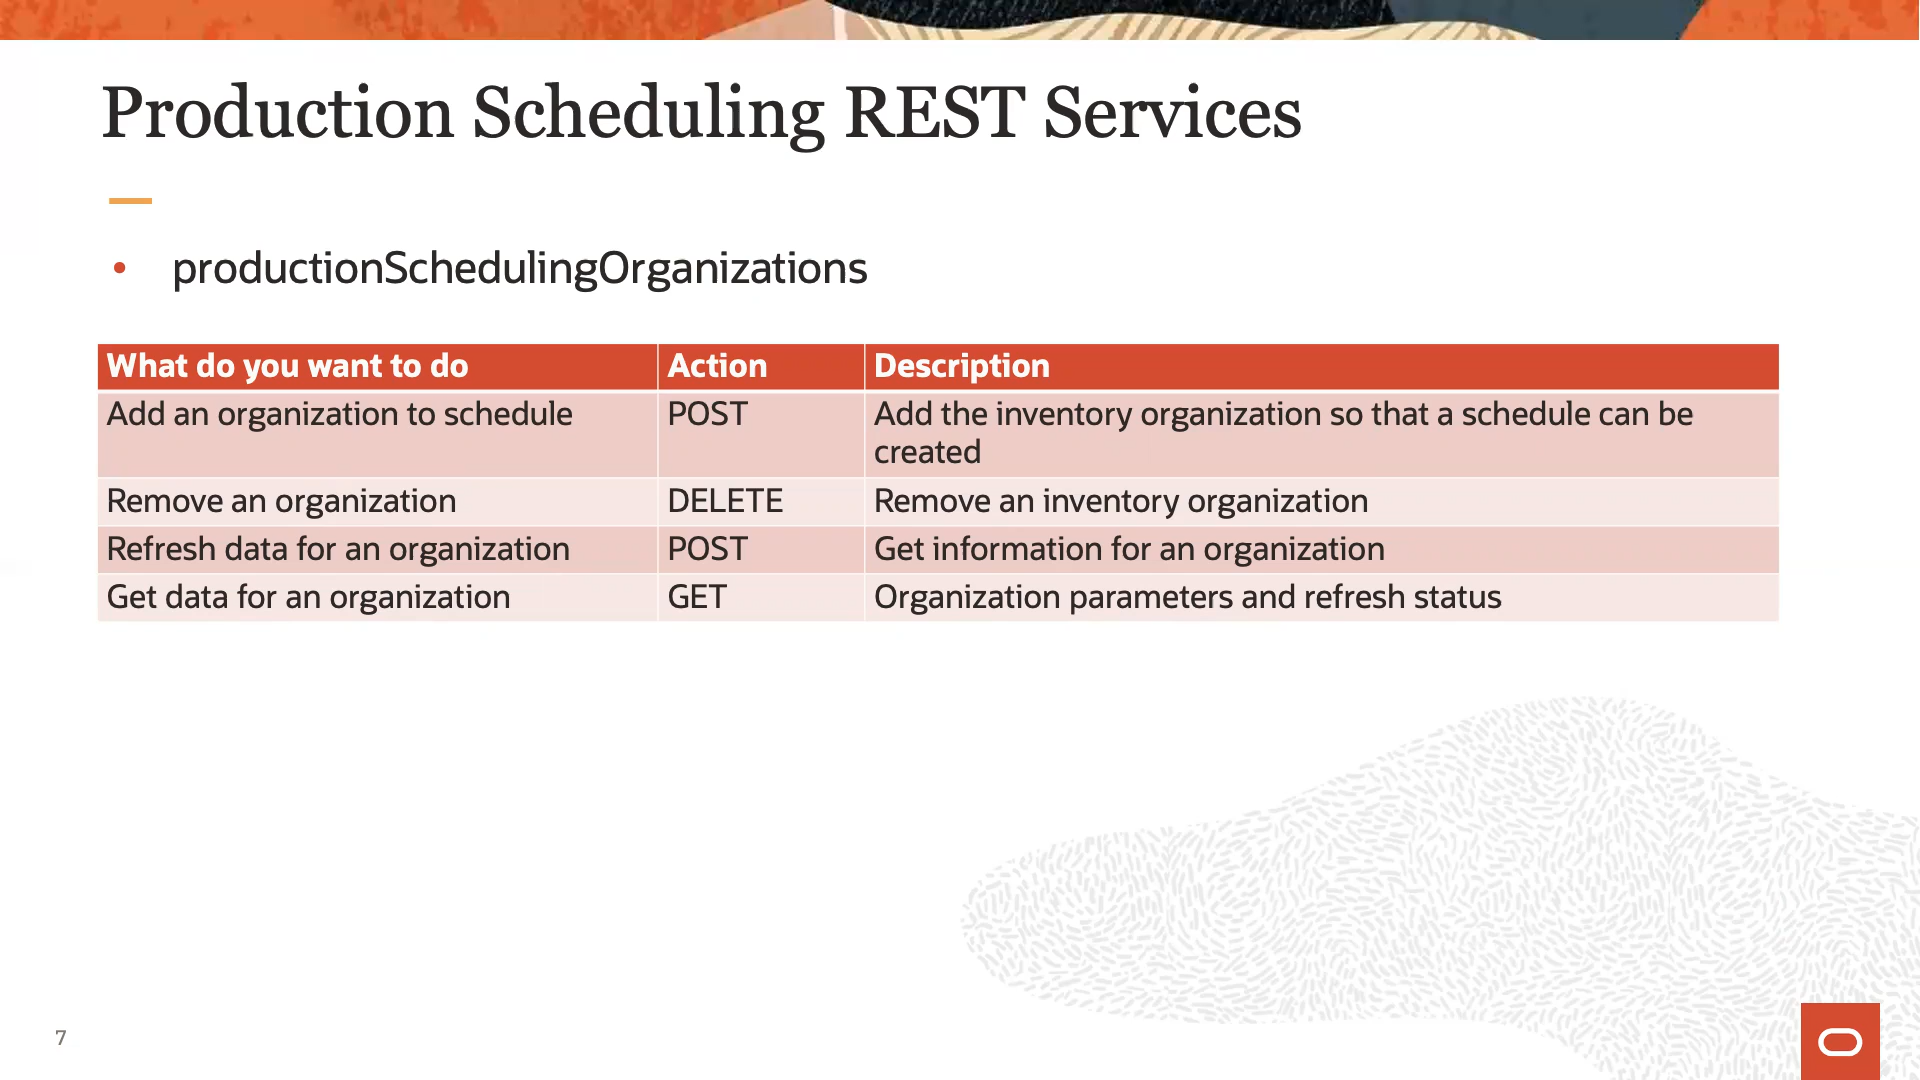 Production Scheduling REST Services
• productionSchedulingOrganizations
What do you want to do Action Description
Add an organization to schedule POST Add the inventory organization so that a schedule can be
created
Remove an organization DELETE Remove an inventory organization
Refresh data for an organization POST Get information for an organization
Get data for an organization GET Organization parameters and refresh status
7